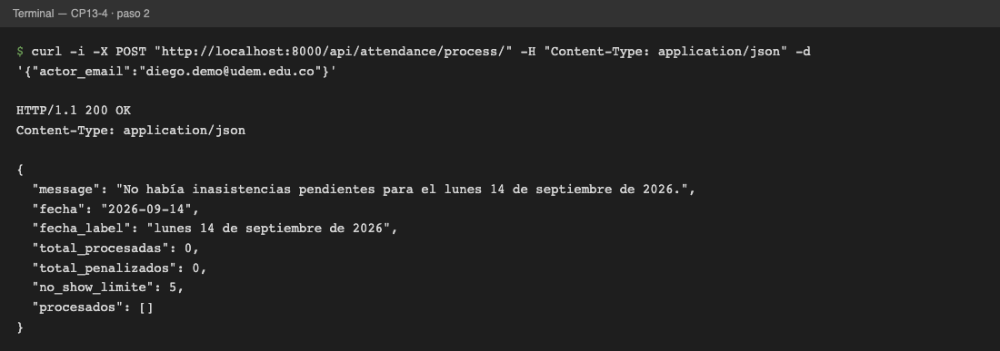 Terminal — CP13-4 · paso 2
$ curl -i -X POST "http://localhost:8000/api/attendance/process/" -H "Content-Type: application/json" -d
'{"actor_email":"diego.demo@udem.edu.co"}'
HTTP/1.1 200 OK
Content-Type: application/json
{
  "message": "No había inasistencias pendientes para el lunes 14 de septiembre de 2026.",
  "fecha": "2026-09-14",
  "fecha_label": "lunes 14 de septiembre de 2026",
  "total_procesadas": 0,
  "total_penalizados": 0,
  "no_show_limite": 5,
  "procesados": []
}